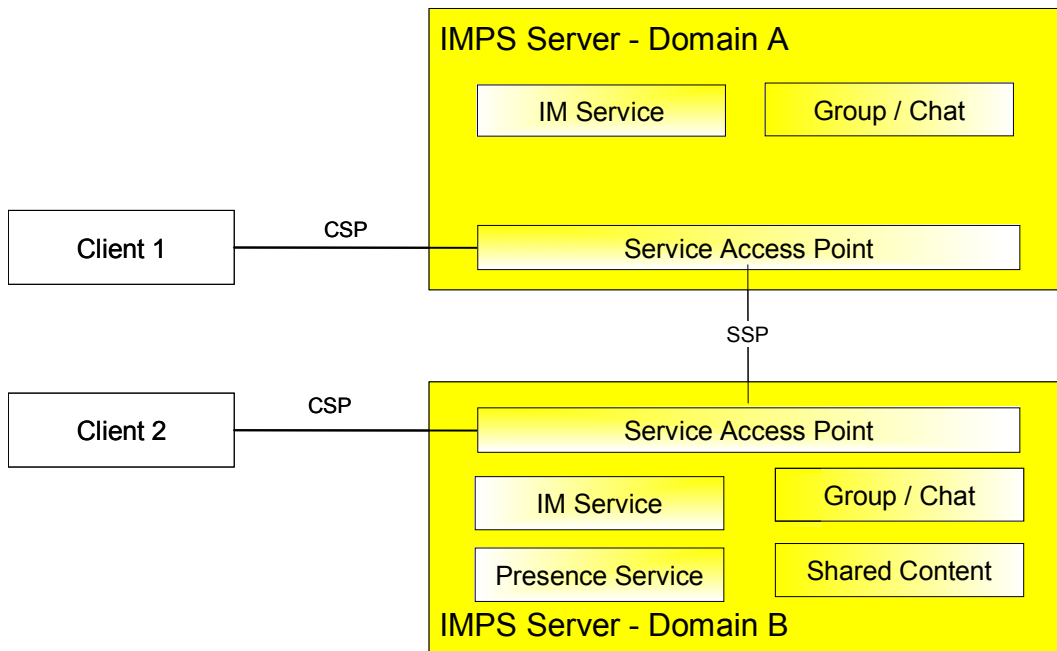 IMPS Server - Domain A
IM Service
Group / Chat
Client 1
CSP
Service Access Point
SSP
Client 2
CSP
Service Access Point
IM Service
Group / Chat
Presence Service
Shared Content
IMPS Server - Domain B